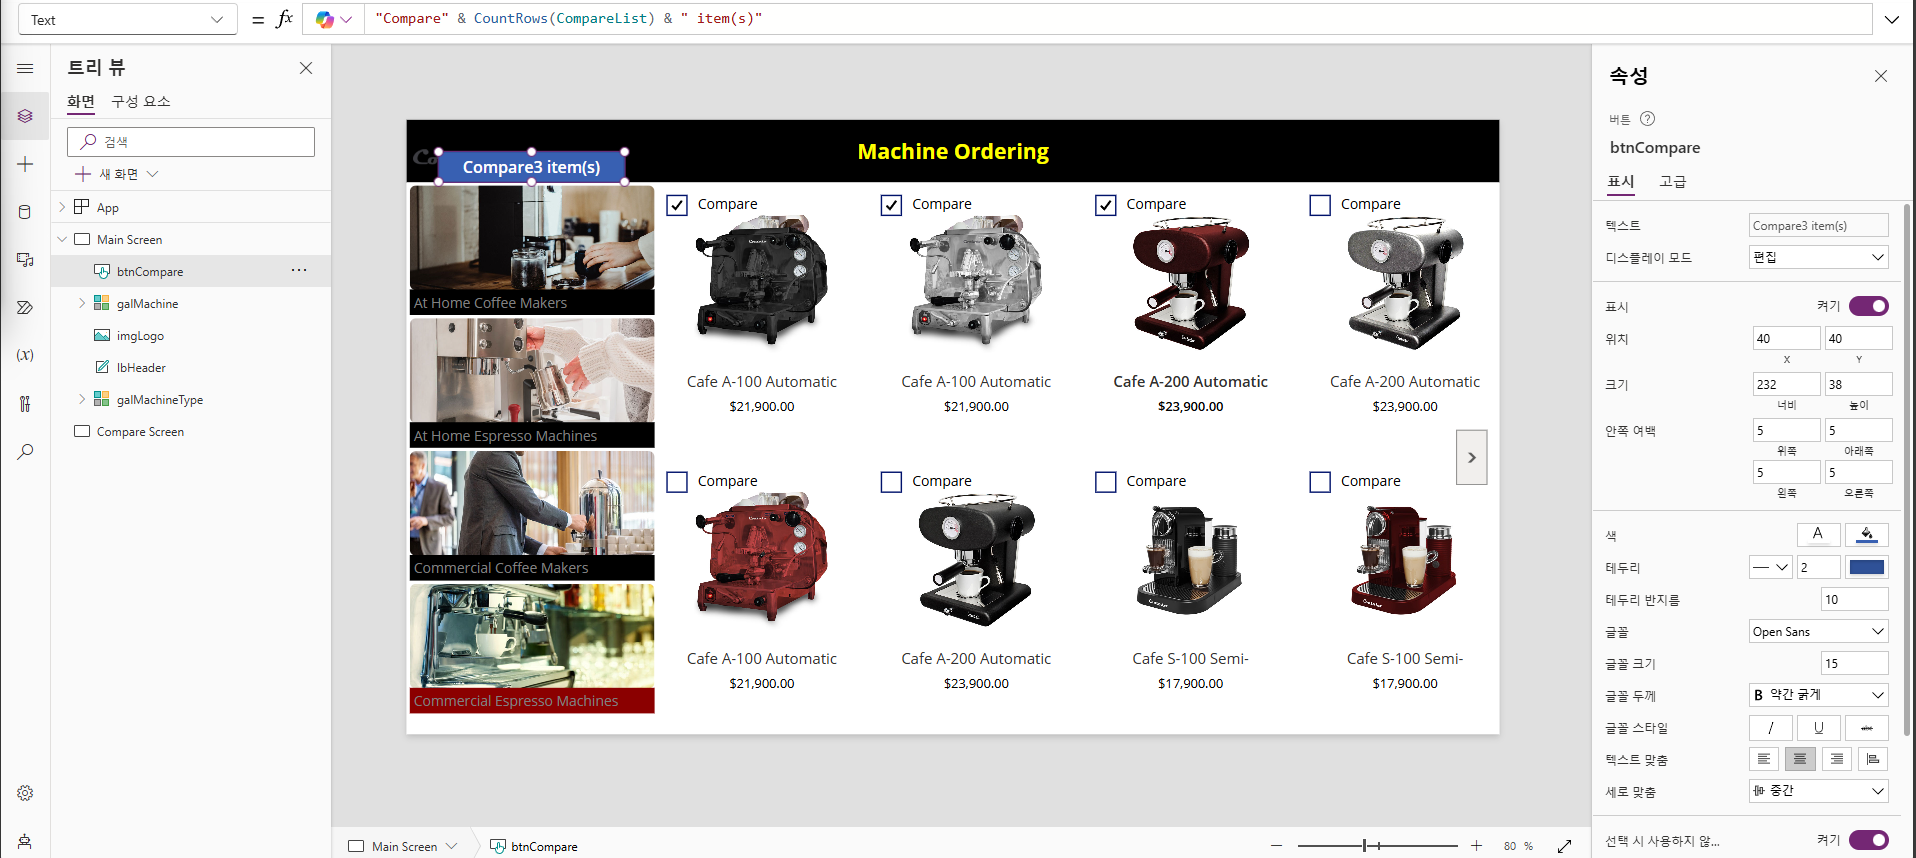 Text
= fx
"Compare" & CountRows(CompareList) & " item(s)"
트리 뷰
화면 구성 요소
검색
새 화면
App
Main Screen
btnCompare ...
galMachine
imgLogo
lbHeader
galMachineType
Compare Screen
(x)
Machine Ordering
Compare3 item(s)
At Home Coffee Makers
At Home Espresso Machines
Commercial Coffee Makers
Commercial Espresso Machines
Compare Compare Compare Compare
Cafe A-100 Automatic Cafe A-100 Automatic Cafe A-200 Automatic Cafe A-200 Automatic
$21,900.00 $21,900.00 $23,900.00 $23,900.00
Compare Compare Compare Compare
Cafe A-100 Automatic Cafe A-200 Automatic Cafe S-100 Semi- Cafe S-100 Semi-
$21,900.00 $23,900.00 $17,900.00 $17,900.00
Main Screen btnCompare
80 %
속성
버튼 ?
btnCompare
표시 고급
텍스트 Compare3 item(s)
디스플레이 모드 편집
표시 켜기
위치 40 40
X Y
크기 232 38
너비 높이
안쪽 여백 5 5
위쪽 아래쪽
5 5
왼쪽 오른쪽
색 A
테두리 2
테두리 반지름 10
글꼴 Open Sans
글꼴 크기 15
글꼴 두께 B 약간 굵게
글꼴 스타일 / U abc
텍스트 맞춤
세로 맞춤 중간
선택 시 사용하지 않... 켜기